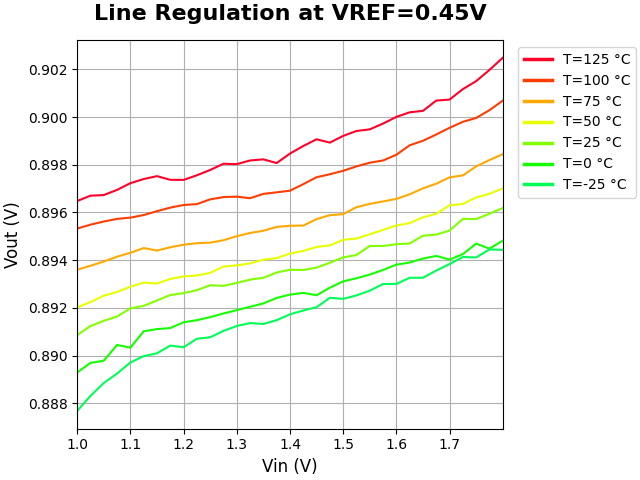 Line Regulation at VREF=0.45V
Vout (V)
0.902
0.900
0.898
0.896
0.894
0.892
0.890
0.888
1.0 1.1 1.2 1.3 1.4 1.5 1.6 1.7
Vin (V)
T=125 °C
T=100 °C
T=75 °C
T=50 °C
T=25 °C
T=0 °C
T=-25 °C